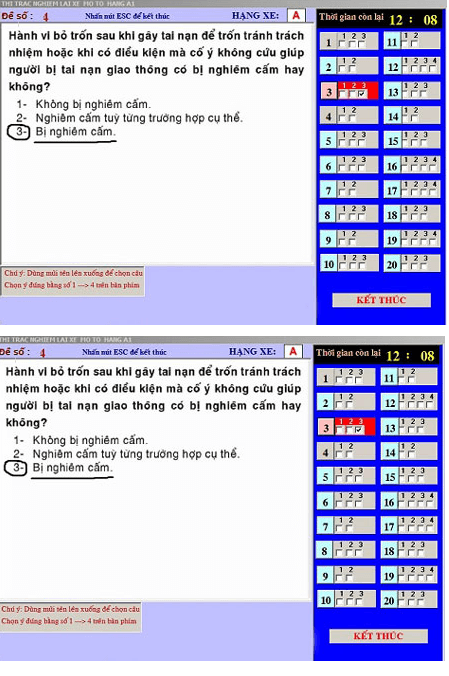 THI TRAC NGHIEM LAI XE MO TO HANG A1
Đề số : 4 Nhấn nút ESC để kết thúc HẠNG XE: A
Hành vi bỏ trốn sau khi gây tai nạn để trốn tránh trách
nhiệm hoặc khi có điều kiện mà cố ý không cứu giúp
người bị tai nạn giao thông có bị nghiêm cấm hay
không?
1- Không bị nghiêm cấm.
2- Nghiêm cấm tuỳ từng trường hợp cụ thể.
3- Bị nghiêm cấm.
Chú ý: Dùng mũi tên lên xuống để chọn câu
Chọn ý đúng bằng số 1 —> 4 trên bàn phím
Thời gian còn lại 12 : 08
1 1 2 3 11 1 2
2 1 2 12 1 2 3 4
3 1 2 3 13 1 2 3
4 1 2 14 1 2
5 1 2 3 15 1 2 3
6 1 2 3 16 1 2 3 4
7 1 2 17 1 2 3 4
8 1 2 3 18 1 2 3
9 1 2 19 1 2 3 4
10 1 2 3 20 1 2 3
KẾT THÚC
THI TRAC NGHIEM LAI XE MO TO HANG A1
Đề số : 4 Nhấn nút ESC để kết thúc HẠNG XE: A
Hành vi bỏ trốn sau khi gây tai nạn để trốn tránh trách
nhiệm hoặc khi có điều kiện mà cố ý không cứu giúp
người bị tai nạn giao thông có bị nghiêm cấm hay
không?
1- Không bị nghiêm cấm.
2- Nghiêm cấm tuỳ từng trường hợp cụ thể.
3- Bị nghiêm cấm.
Chú ý: Dùng mũi tên lên xuống để chọn câu
Chọn ý đúng bằng số 1 —> 4 trên bàn phím
Thời gian còn lại 12 : 08
1 1 2 3 11 1 2
2 1 2 12 1 2 3 4
3 1 2 3 13 1 2 3
4 1 2 14 1 2
5 1 2 3 15 1 2 3
6 1 2 3 16 1 2 3 4
7 1 2 17 1 2 3 4
8 1 2 3 18 1 2 3
9 1 2 19 1 2 3 4
10 1 2 3 20 1 2 3
KẾT THÚC